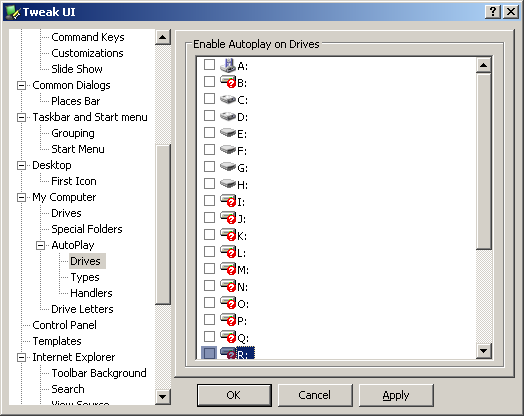 Tweak UI
Command Keys
Customizations
Slide Show
Common Dialogs
Places Bar
Taskbar and Start menu
Grouping
Start Menu
Desktop
First Icon
My Computer
Drives
Special Folders
AutoPlay
Drives
Types
Handlers
Drive Letters
Control Panel
Templates
Internet Explorer
Toolbar Background
Search
View Source
Enable Autoplay on Drives
A:
B:
C:
D:
E:
F:
G:
H:
I:
J:
K:
L:
M:
N:
O:
P:
Q:
R:
OK
Cancel
Apply